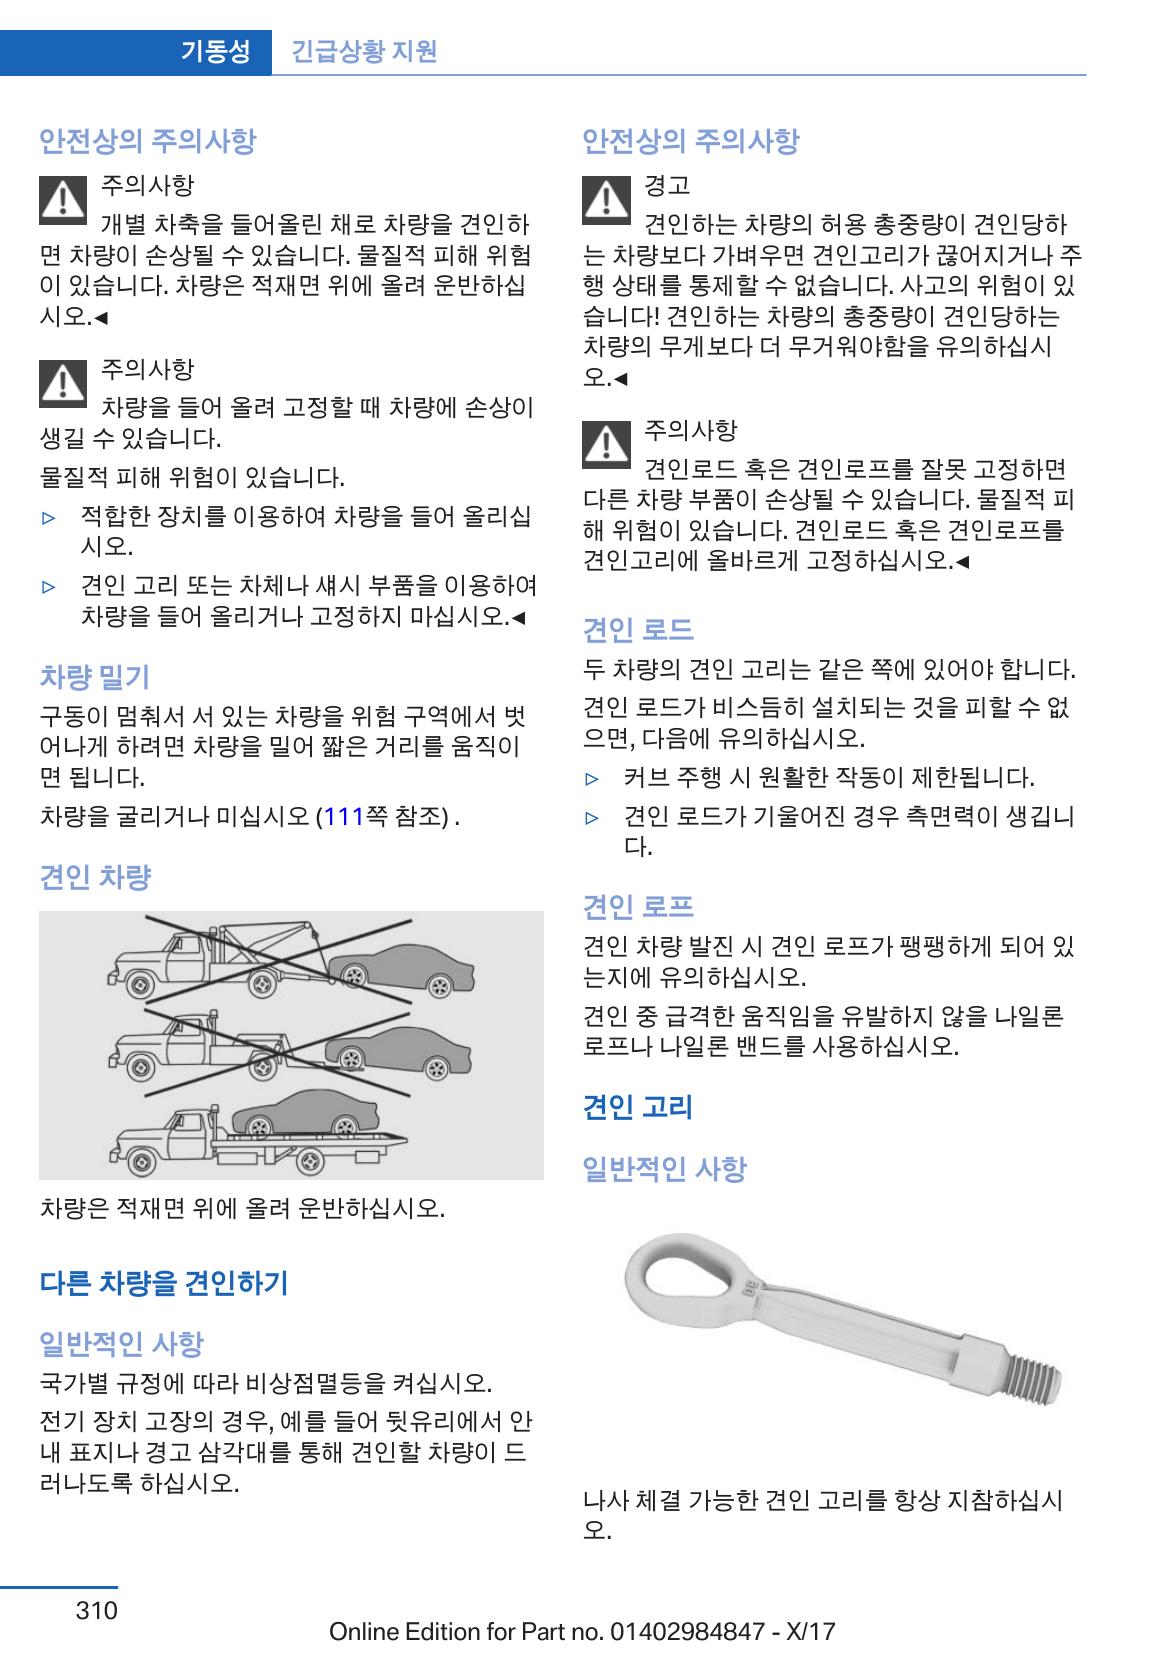 기동성 긴급상황 지원
안전상의 주의사항
주의사항
개별 차축을 들어올린 채로 차량을 견인하
면 차량이 손상될 수 있습니다. 물질적 피해 위험
이 있습니다. 차량은 적재면 위에 올려 운반하십
시오.◄
주의사항
차량을 들어 올려 고정할 때 차량에 손상이
생길 수 있습니다.
물질적 피해 위험이 있습니다.
▷ 적합한 장치를 이용하여 차량을 들어 올리십
시오.
▷ 견인 고리 또는 차체나 섀시 부품을 이용하여
차량을 들어 올리거나 고정하지 마십시오.◄
차량 밀기
구동이 멈춰서 서 있는 차량을 위험 구역에서 벗
어나게 하려면 차량을 밀어 짧은 거리를 움직이
면 됩니다.
차량을 굴리거나 미십시오 (111쪽 참조) .
견인 차량
차량은 적재면 위에 올려 운반하십시오.
다른 차량을 견인하기
일반적인 사항
국가별 규정에 따라 비상점멸등을 켜십시오.
전기 장치 고장의 경우, 예를 들어 뒷유리에서 안
내 표지나 경고 삼각대를 통해 견인할 차량이 드
러나도록 하십시오.
안전상의 주의사항
경고
견인하는 차량의 허용 총중량이 견인당하
는 차량보다 가벼우면 견인고리가 끊어지거나 주
행 상태를 통제할 수 없습니다. 사고의 위험이 있
습니다! 견인하는 차량의 총중량이 견인당하는
차량의 무게보다 더 무거워야함을 유의하십시
오.◄
주의사항
견인로드 혹은 견인로프를 잘못 고정하면
다른 차량 부품이 손상될 수 있습니다. 물질적 피
해 위험이 있습니다. 견인로드 혹은 견인로프를
견인고리에 올바르게 고정하십시오.◄
견인 로드
두 차량의 견인 고리는 같은 쪽에 있어야 합니다.
견인 로드가 비스듬히 설치되는 것을 피할 수 없
으면, 다음에 유의하십시오.
▷ 커브 주행 시 원활한 작동이 제한됩니다.
▷ 견인 로드가 기울어진 경우 측면력이 생깁니
다.
견인 로프
견인 차량 발진 시 견인 로프가 팽팽하게 되어 있
는지에 유의하십시오.
견인 중 급격한 움직임을 유발하지 않을 나일론
로프나 나일론 밴드를 사용하십시오.
견인 고리
일반적인 사항
나사 체결 가능한 견인 고리를 항상 지참하십시
오.
310
Online Edition for Part no. 01402984847 - X/17